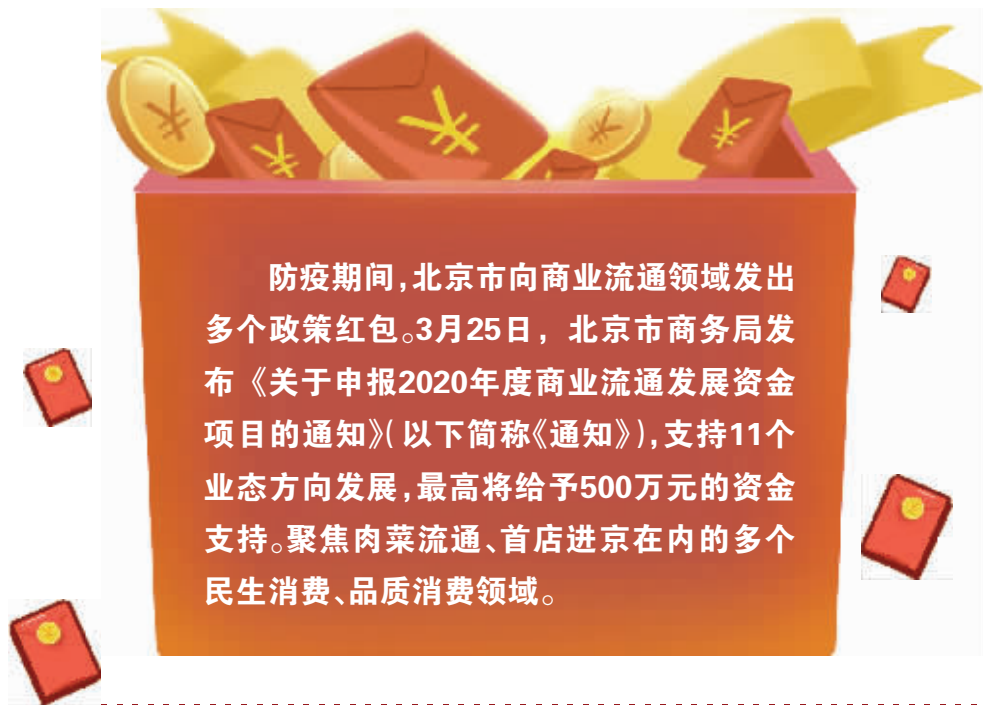 防疫期间,北京市向商业流通领域发出
多个政策红包。3月25日，北京市商务局发
布《关于申报2020年度商业流通发展资金
项目的通知》(以下简称《通知》),支持11个
业态方向发展,最高将给予500万元的资金
支持。聚焦肉菜流通、首店进京在内的多个
民生消费、品质消费领域。